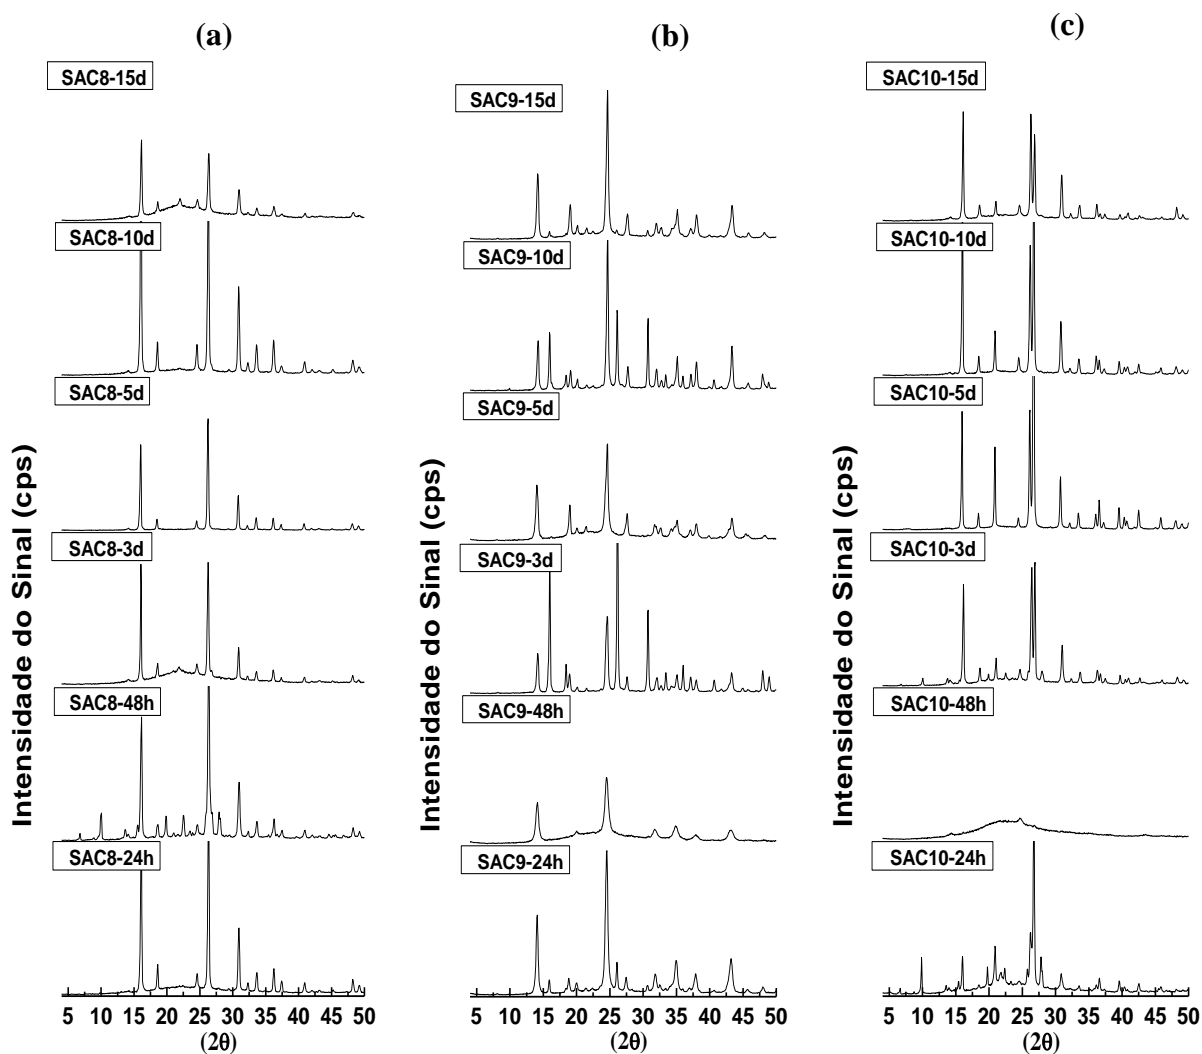 (a)
SAC8-15d
SAC8-10d
SAC8-5d
SAC8-3d
SAC8-48h
SAC8-24h
Intensidade do Sinal (cps)
5 10 15 20 25 30 35 40 45 50
(2θ)
(b)
SAC9-15d
SAC9-10d
SAC9-5d
SAC9-3d
SAC9-48h
SAC9-24h
Intensidade do Sinal (cps)
5 10 15 20 25 30 35 40 45 50
(2θ)
(c)
SAC10-15d
SAC10-10d
SAC10-5d
SAC10-3d
SAC10-48h
SAC10-24h
Intensidade do Sinal (cps)
5 10 15 20 25 30 35 40 45 50
(2θ)